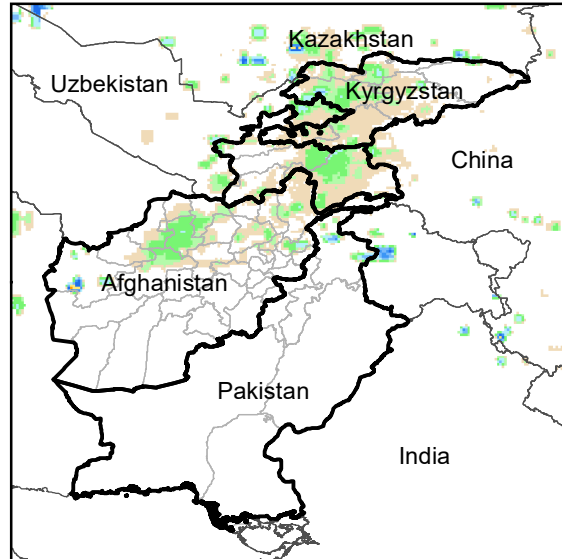 Kazakhstan
Uzbekistan
Kyrgyzstan
China
Afghanistan
Pakistan
India